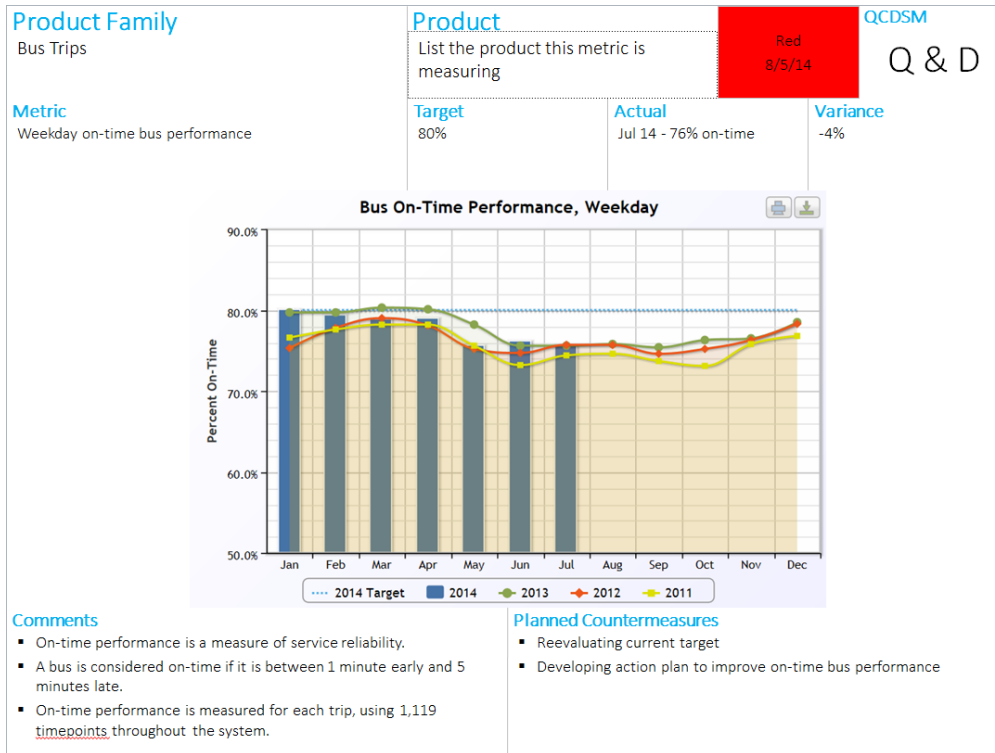 Product Family
Bus Trips
Product
List the product this metric is
measuring
Red
8/5/14
QCDSM
Q & D
Metric
Weekday on-time bus performance
Target
80%
Actual
Jul 14 - 76% on-time
Variance
-4%
Bus On-Time Performance, Weekday
Percent On-Time
90.0%
80.0%
70.0%
60.0%
50.0%
Jan Feb Mar Apr May Jun Jul Aug Sep Oct Nov Dec
2014 Target 2014 2013 2012 2011
Comments
▪ On-time performance is a measure of service reliability.
▪ A bus is considered on-time if it is between 1 minute early and 5
minutes late.
▪ On-time performance is measured for each trip, using 1,119
timepoints throughout the system.
Planned Countermeasures
▪ Reevaluating current target
▪ Developing action plan to improve on-time bus performance